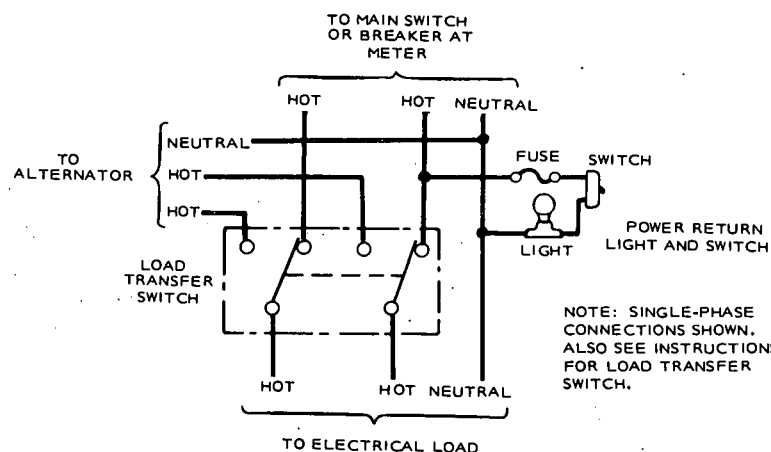 TO MAIN SWITCH
OR BREAKER AT
METER
HOT
HOT
NEUTRAL
TO
ALTERNATOR
NEUTRAL
HOT
HOT
FUSE
SWITCH
LIGHT
POWER RETURN
LIGHT AND SWITCH
LOAD
TRANSFER
SWITCH
NOTE: SINGLE-PHASE
CONNECTIONS SHOWN.
ALSO SEE INSTRUCTIONS
FOR LOAD TRANSFER
SWITCH.
HOT
HOT
NEUTRAL
TO ELECTRICAL LOAD